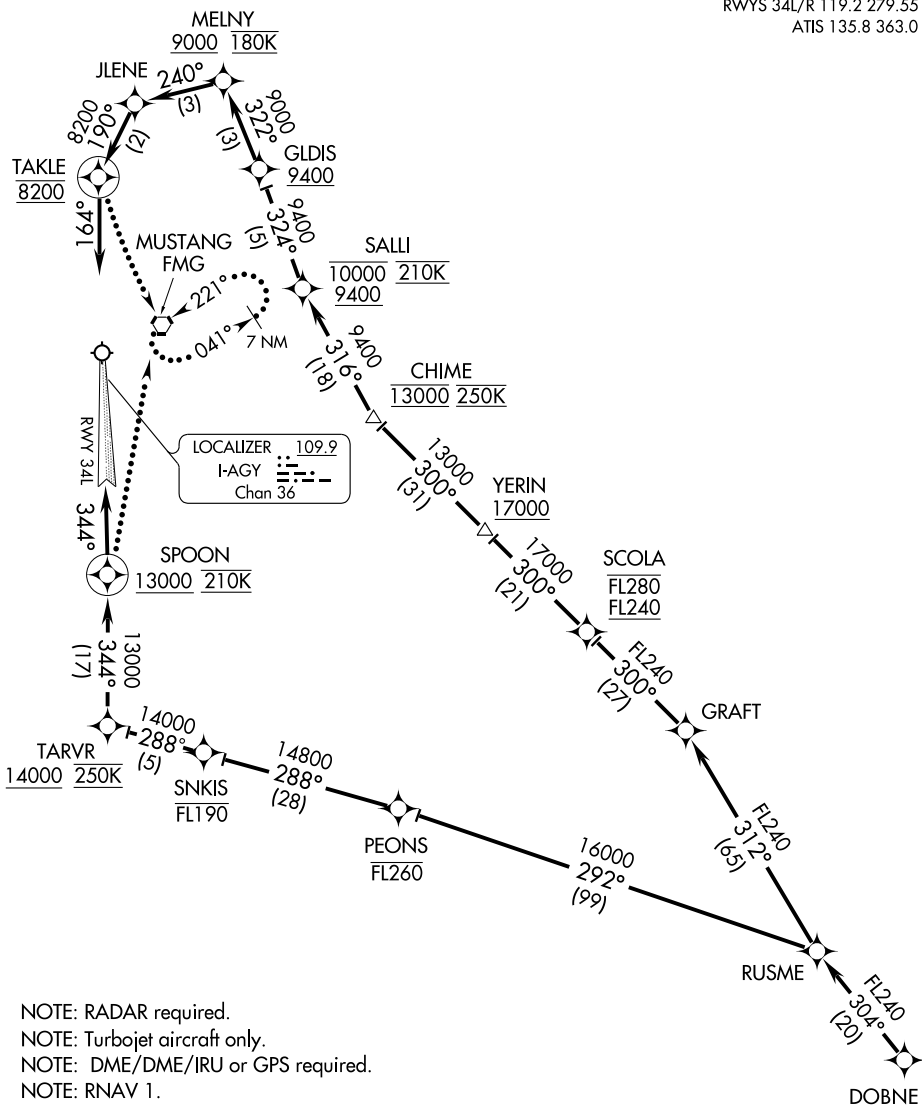 RWYS 34L/R 119.2 279.55
ATIS 135.8 363.0
MELNY
9000 180K
JLENE
240°
(3)
9000
322°
(3)
8200
190°
(2)
TAKLE
8200
GLDIS
9400
164°
9400
324°
(5)
MUSTANG
FMG
SALLI
10000 210K
9400
221°
041°
7 NM
9400
316°
(18)
CHIME
13000 250K
RWY 34L
LOCALIZER 109.9
I-AGY
Chan 36
13000
300°
(31)
YERIN
17000
344°
SPOON
13000 210K
17000
300°
(21)
SCOLA
FL280
FL240
13000
344°
(17)
FL240
300°
(27)
GRAFT
TARVR
14000 250K
14000
288°
(5)
SNKIS
FL190
14800
288°
(28)
PEONS
FL260
FL240
312°
(65)
16000
292°
(99)
RUSME
FL240
304°
(20)
DOBNE
NOTE: RADAR required.
NOTE: Turbojet aircraft only.
NOTE: DME/DME/IRU or GPS required.
NOTE: RNAV 1.